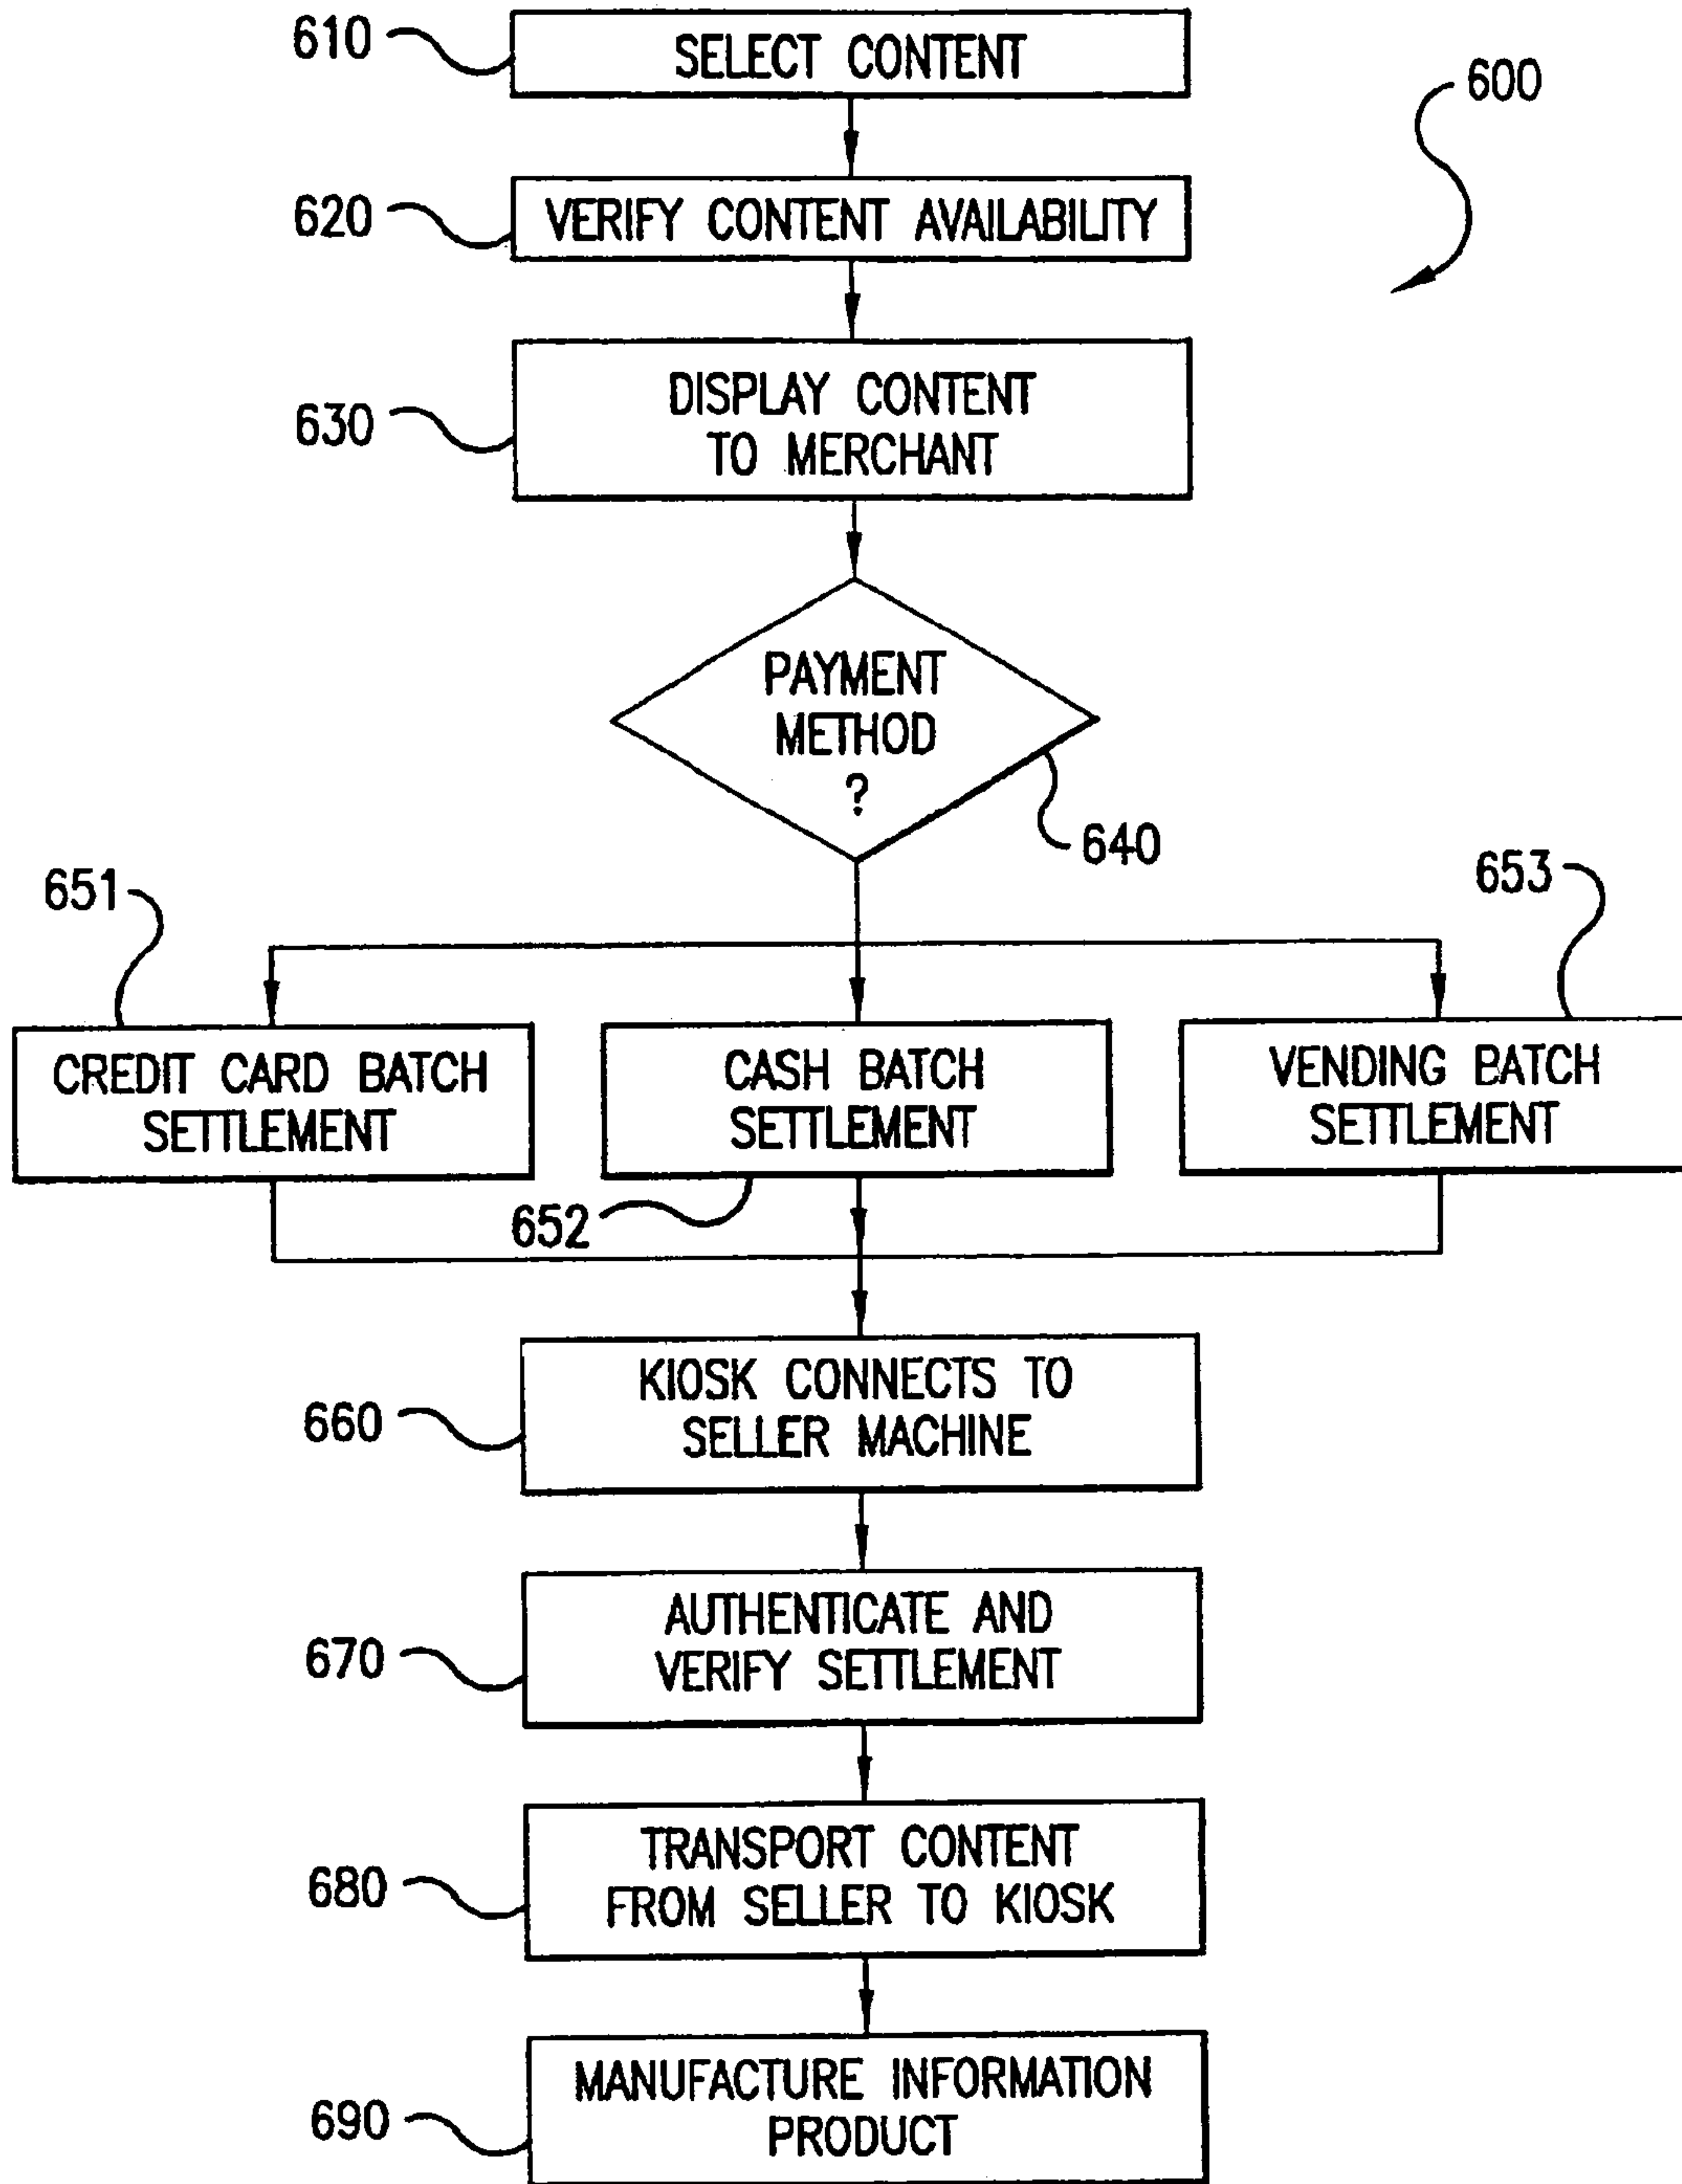 610
SELECT CONTENT
600
620
VERIFY CONTENT AVAILABILITY
630
DISPLAY CONTENT
TO MERCHANT
PAYMENT
METHOD
?
640
651
653
CREDIT CARD BATCH
SETTLEMENT
CASH BATCH
SETTLEMENT
VENDING BATCH
SETTLEMENT
652
660
KIOSK CONNECTS TO
SELLER MACHINE
670
AUTHENTICATE AND
VERIFY SETTLEMENT
680
TRANSPORT CONTENT
FROM SELLER TO KIOSK
690
MANUFACTURE INFORMATION
PRODUCT